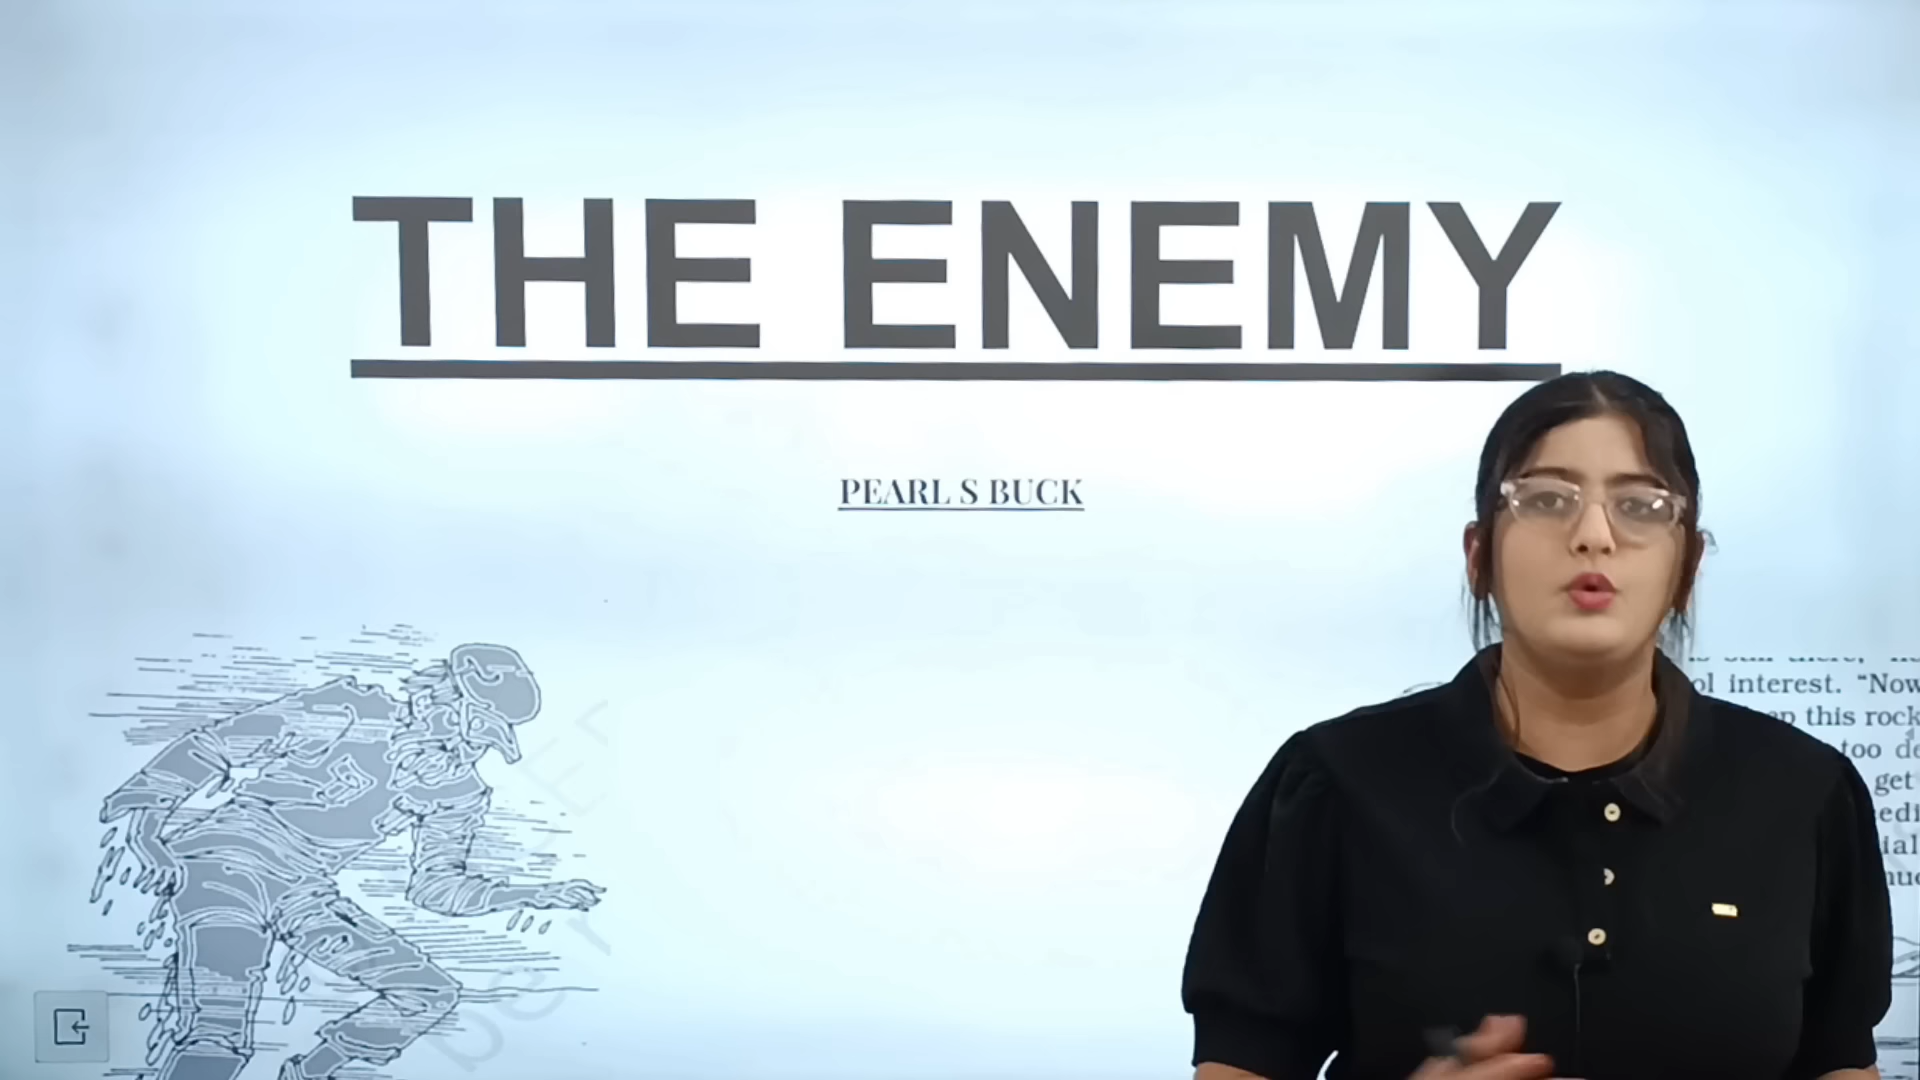 THE ENEMY
PEARL S BUCK
interest. "Now
this rock
too
get